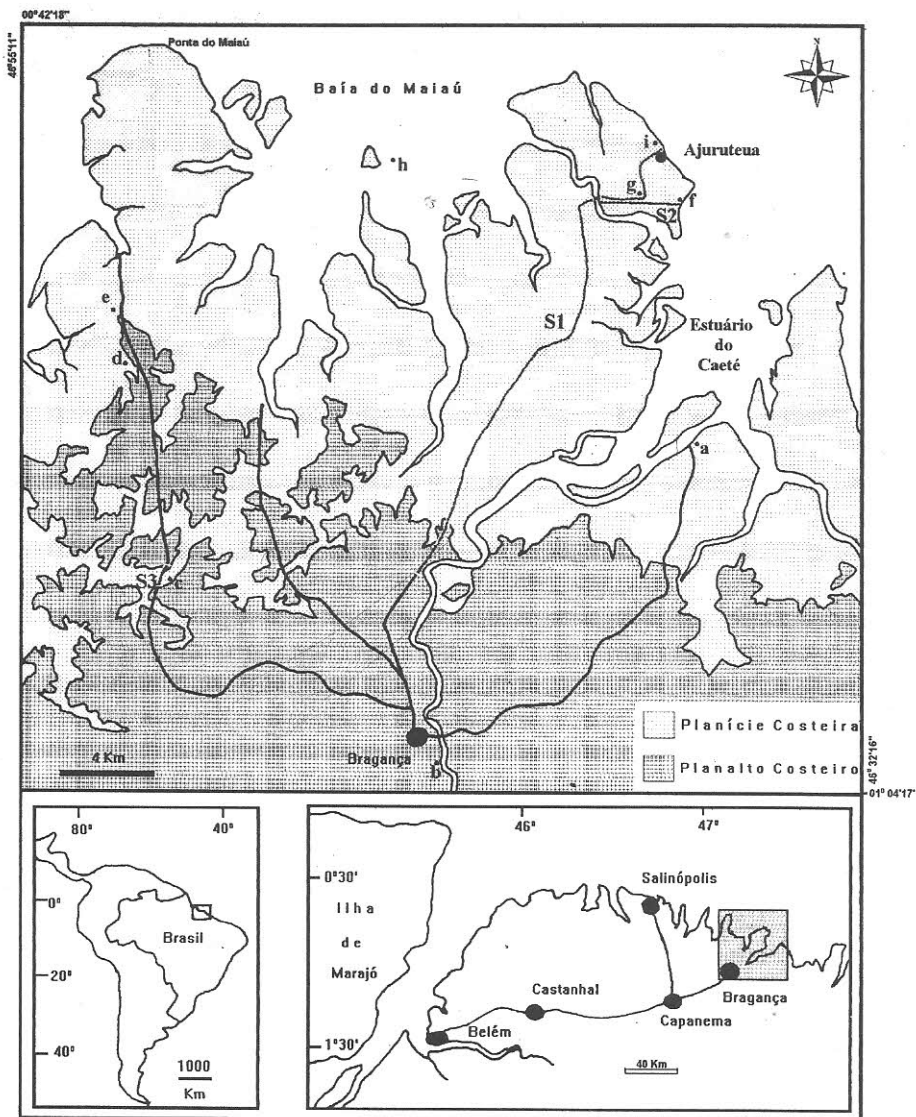 00°42'18"
46°55'11"
Ponta do Maiaú
Baía do Maiaú
N
i
Ajuruteua
h
g
f
S2
e
S1
Estuário
do
Caeté
d
a
S3
c
Planície Costeira
Bragança
4 Km
b
Planalto Costeiro
46°32'16"
01°04'17"
80°
40°
0°
Brasil
20°
40°
1000
Km
46°
47°
0°30'
Salinópolis
Ilha
de
Marajó
Castanhal
Bragança
Capanema
Belém
1°30'
40 Km